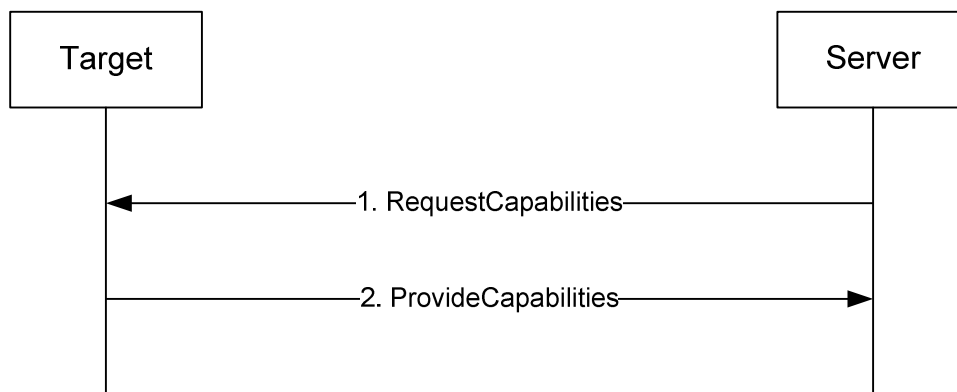 Target
Server
1. RequestCapabilities
2. ProvideCapabilities